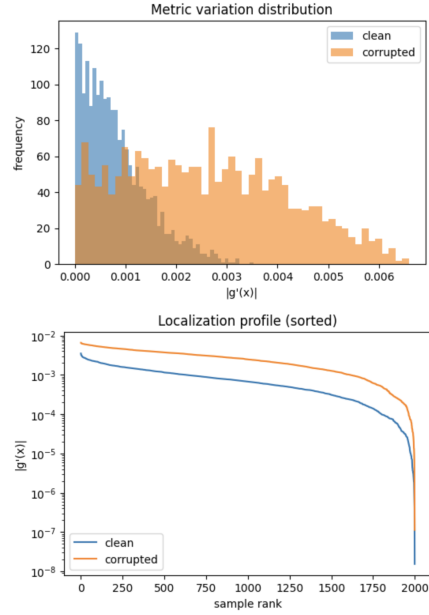 Metric variation distribution
clean
corrupted
frequency
120
100
80
60
40
20
0
0.000 0.001 0.002 0.003 0.004 0.005 0.006
|g'(x)|
Localization profile (sorted)
|g'(x)|
10⁻²
10⁻³
10⁻⁴
10⁻⁵
10⁻⁶
10⁻⁷
10⁻⁸
clean
corrupted
0 250 500 750 1000 1250 1500 1750 2000
sample rank